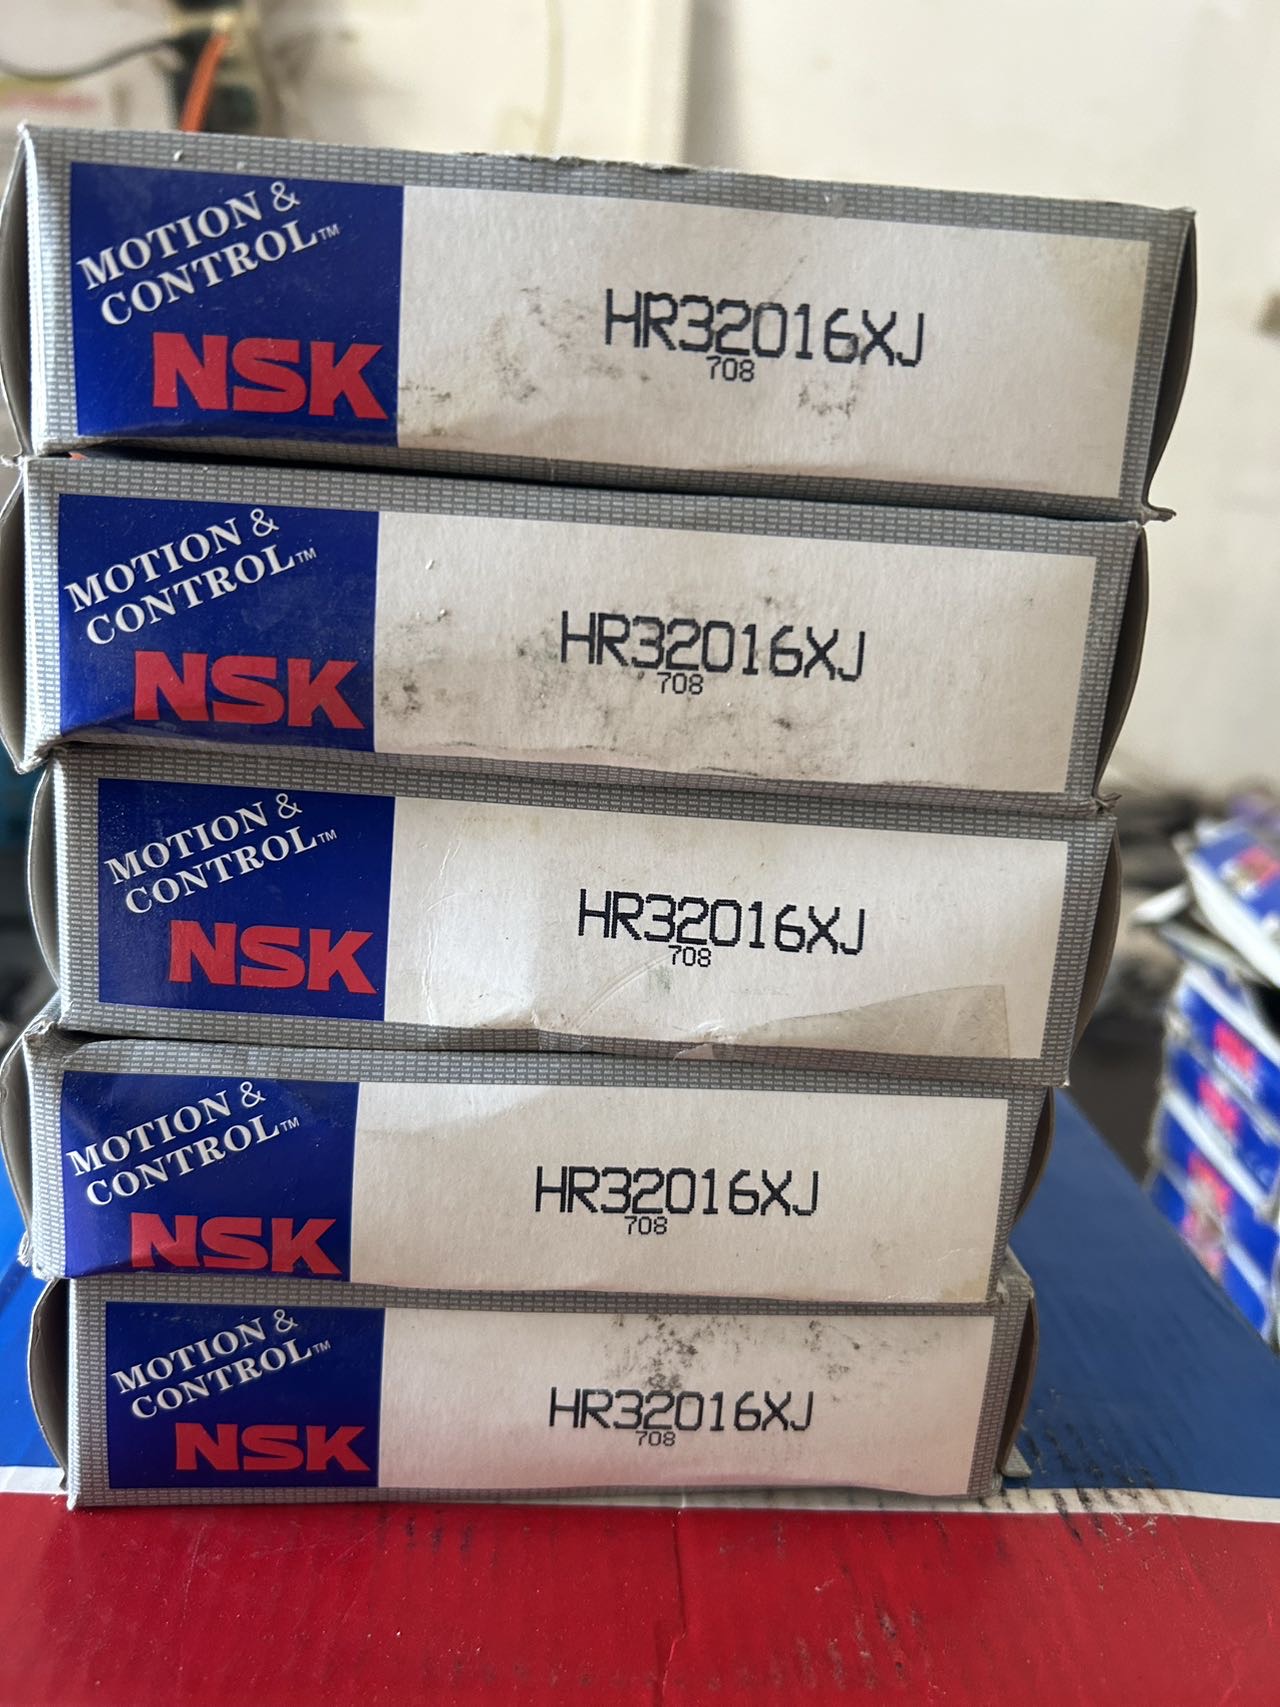 MOTION &
CONTROL™
NSK
HR32016XJ
708
MOTION &
CONTROL™
NSK
HR32016XJ
708
MOTION &
CONTROL™
NSK
HR32016XJ
708
MOTION &
CONTROL™
NSK
HR32016XJ
708
MOTION &
CONTROL™
NSK
HR32016XJ
708